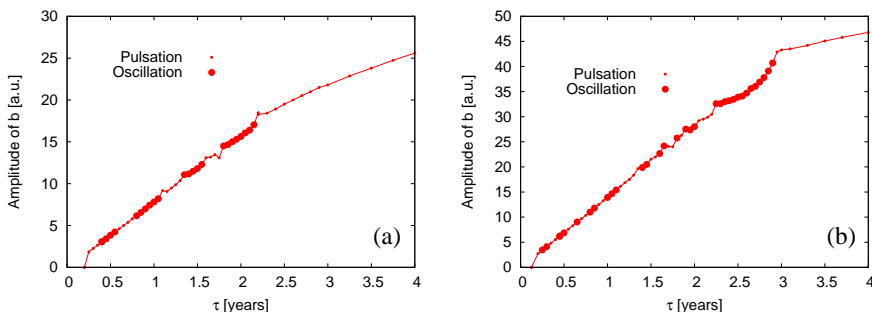 30
25
20
15
10
5
0
Amplitude of b [a.u.]
Pulsation
Oscillation
(a)
0 0.5 1 1.5 2 2.5 3 3.5 4
τ [years]
50
45
40
35
30
25
20
15
10
5
0
Amplitude of b [a.u.]
Pulsation
Oscillation
(b)
0 0.5 1 1.5 2 2.5 3 3.5 4
τ [years]